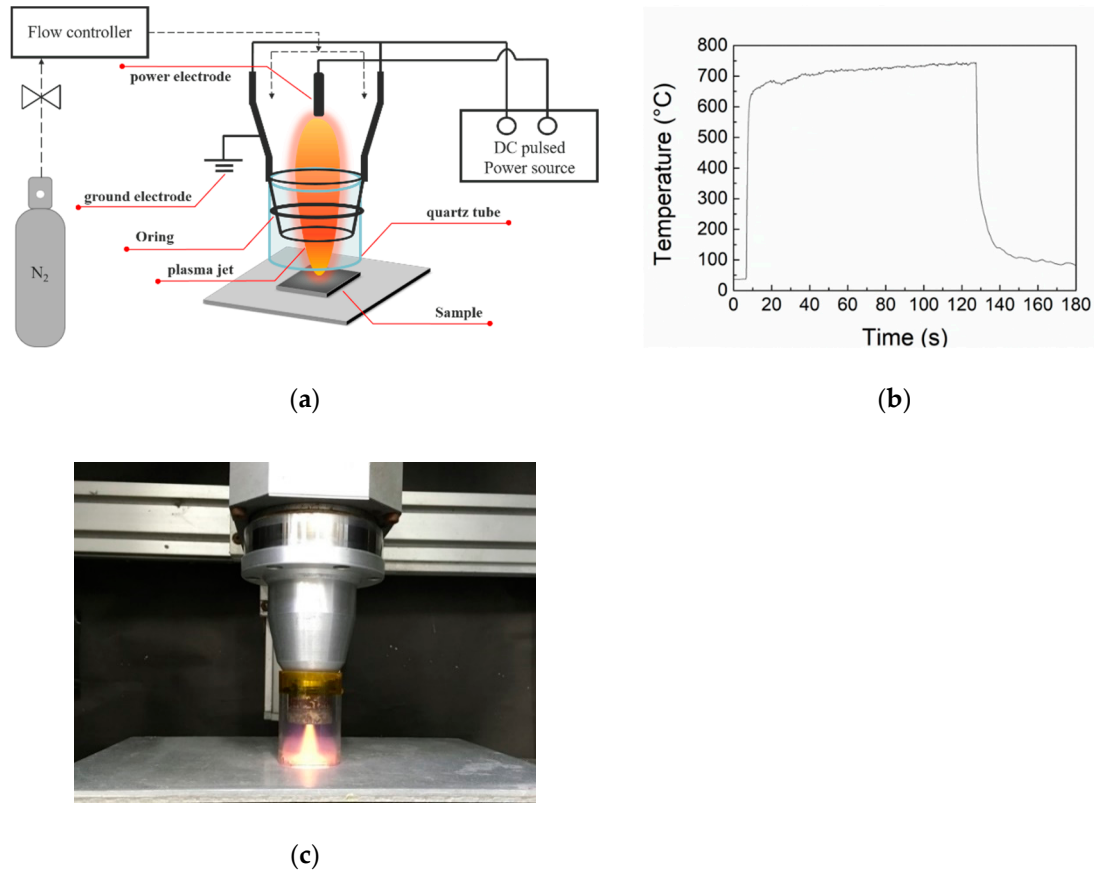 Flow controller
power electrode
DC pulsed
Power source
ground electrode
quartz tube
Oring
N2
plasma jet
Sample
(a)
800
700
600
500
400
300
200
100
0
Temperature (°C)
0 20 40 60 80 100 120 140 160 180
Time (s)
(b)
(c)